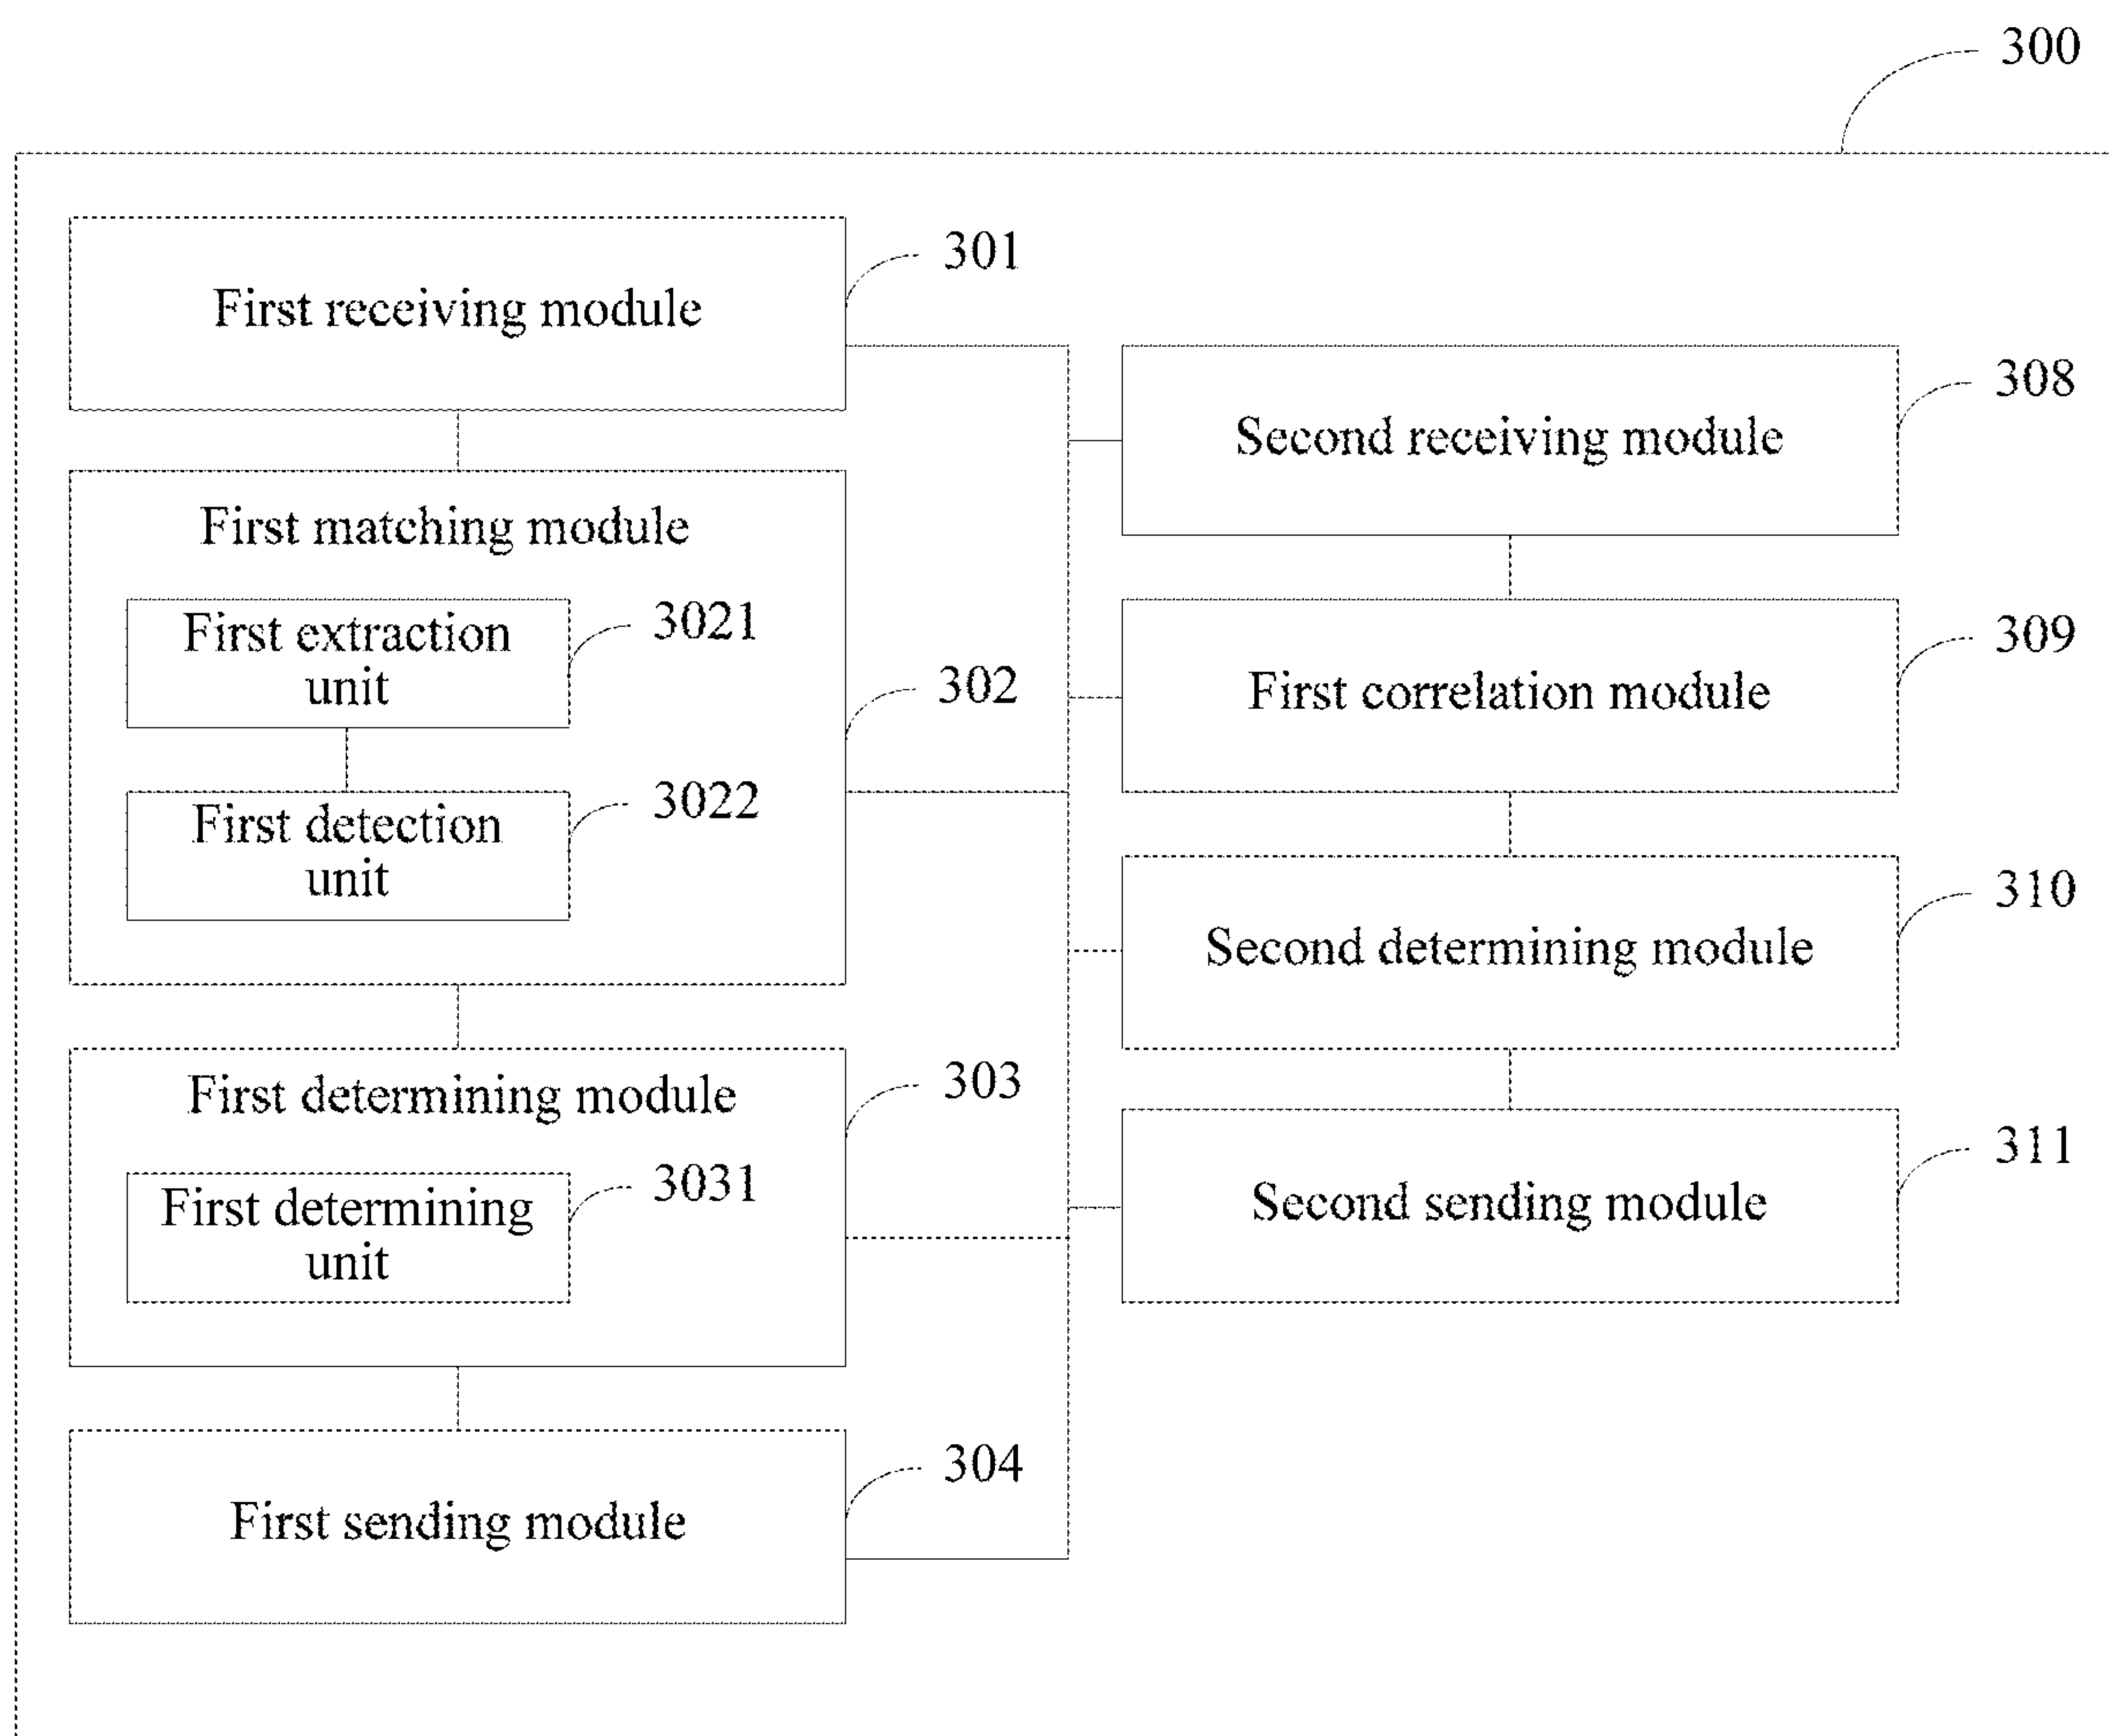 300
First receiving module
301
First matching module
First extraction
unit
3021
302
First detection
unit
3022
First determining module
303
First determining
unit
3031
First sending module
304
Second receiving module
308
First correlation module
309
Second determining module
310
Second sending module
311